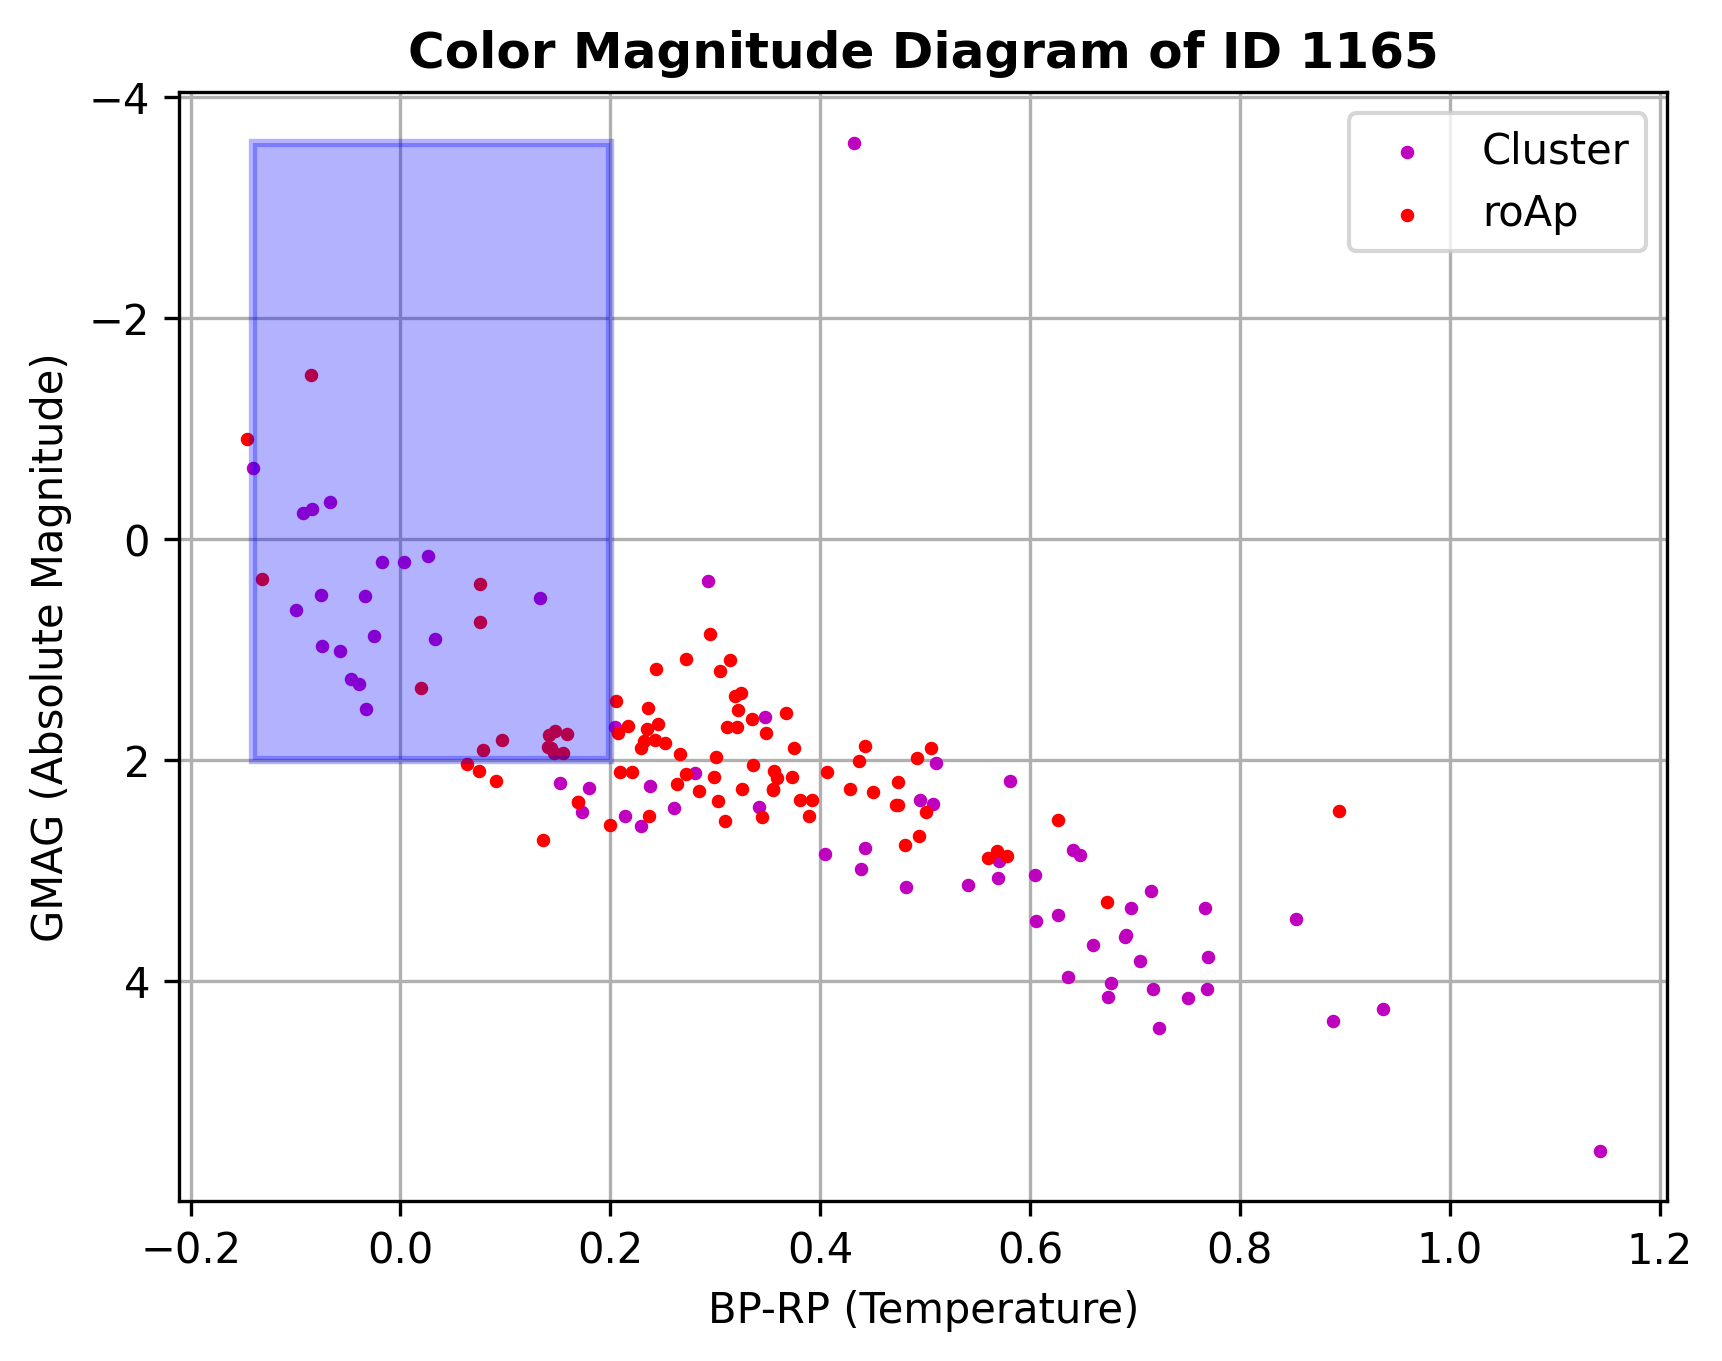 Color Magnitude Diagram of ID 1165
Cluster
roAp
−4
−2
0
2
4
GMAG (Absolute Magnitude)
−0.2 0.0 0.2 0.4 0.6 0.8 1.0 1.2
BP-RP (Temperature)